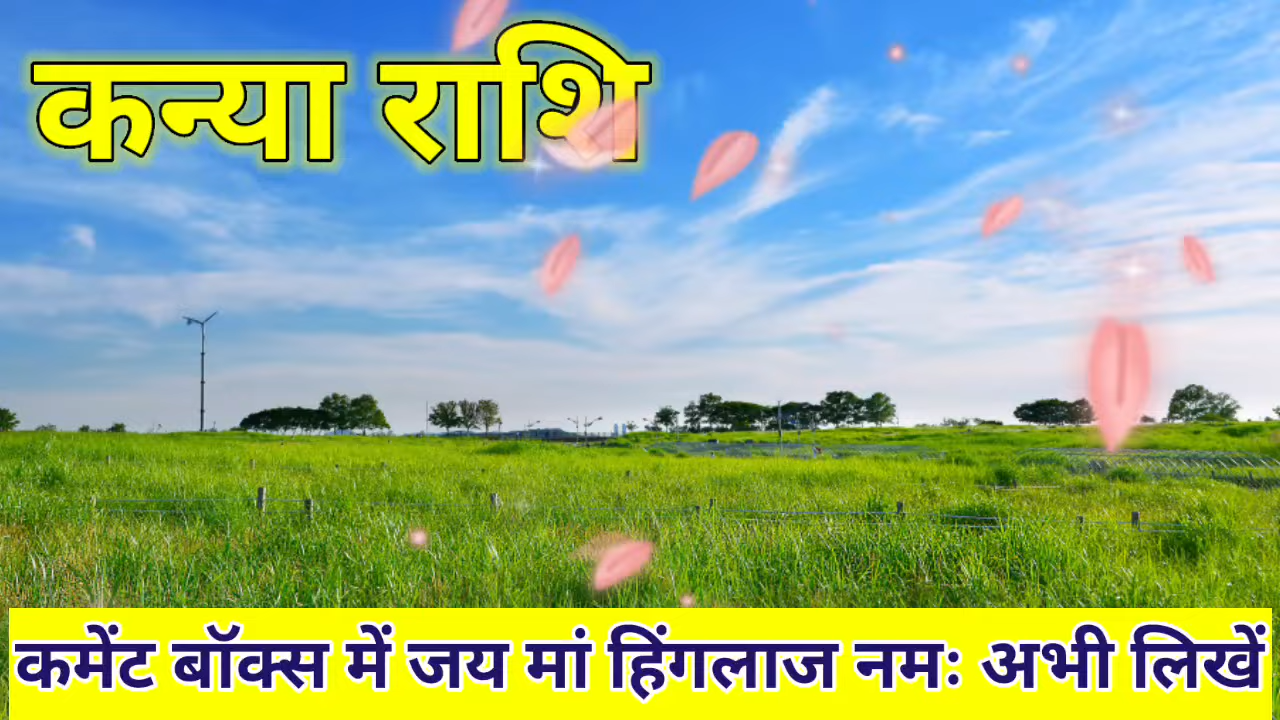 कन्या राशि
कमेंट बॉक्स में जय मां हिंगलाज नमः अभी लिखें